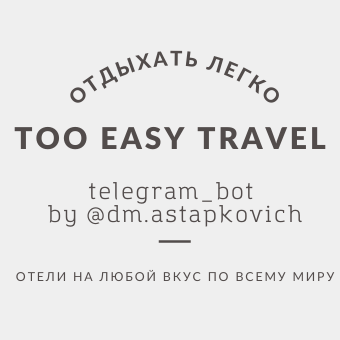 ОТДЫХАТЬ ЛЕГКО
TOO EASY TRAVEL
telegram_bot
by @dm.astapkovich
ОТЕЛИ НА ЛЮБОЙ ВКУС ПО ВСЕМУ МИРУ